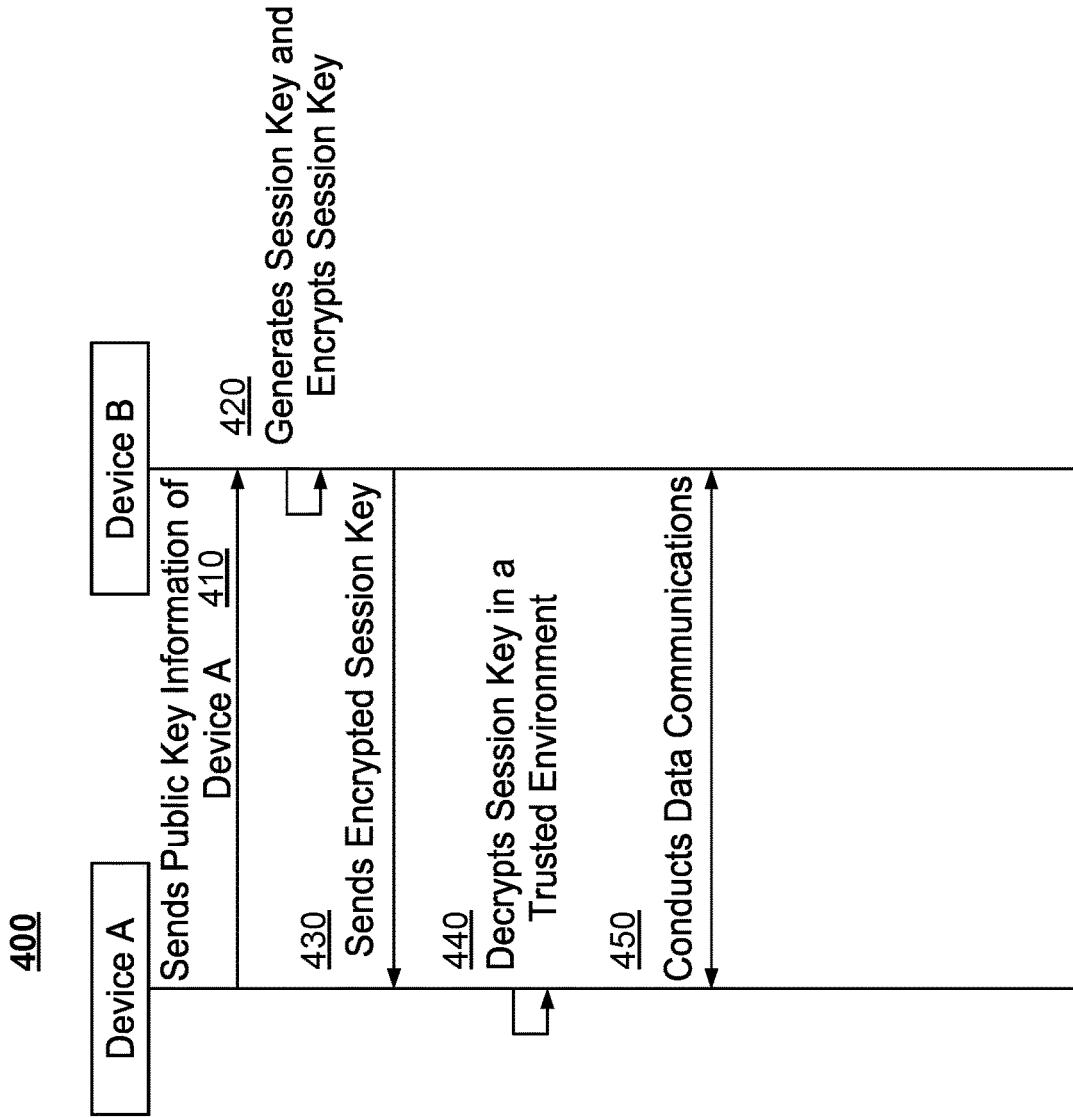 400
Device A
Device B
Sends Public Key Information of
Device A
410
420
Generates Session Key and
Encrypts Session Key
430
Sends Encrypted Session Key
440
Decrypts Session Key in a
Trusted Environment
450
Conducts Data Communications